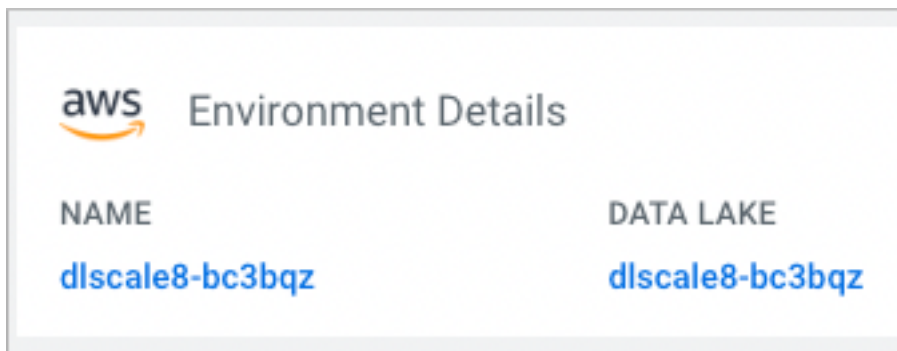 aws Environment Details
NAME DATA LAKE
dlscale8-bc3bqz dlscale8-bc3bqz